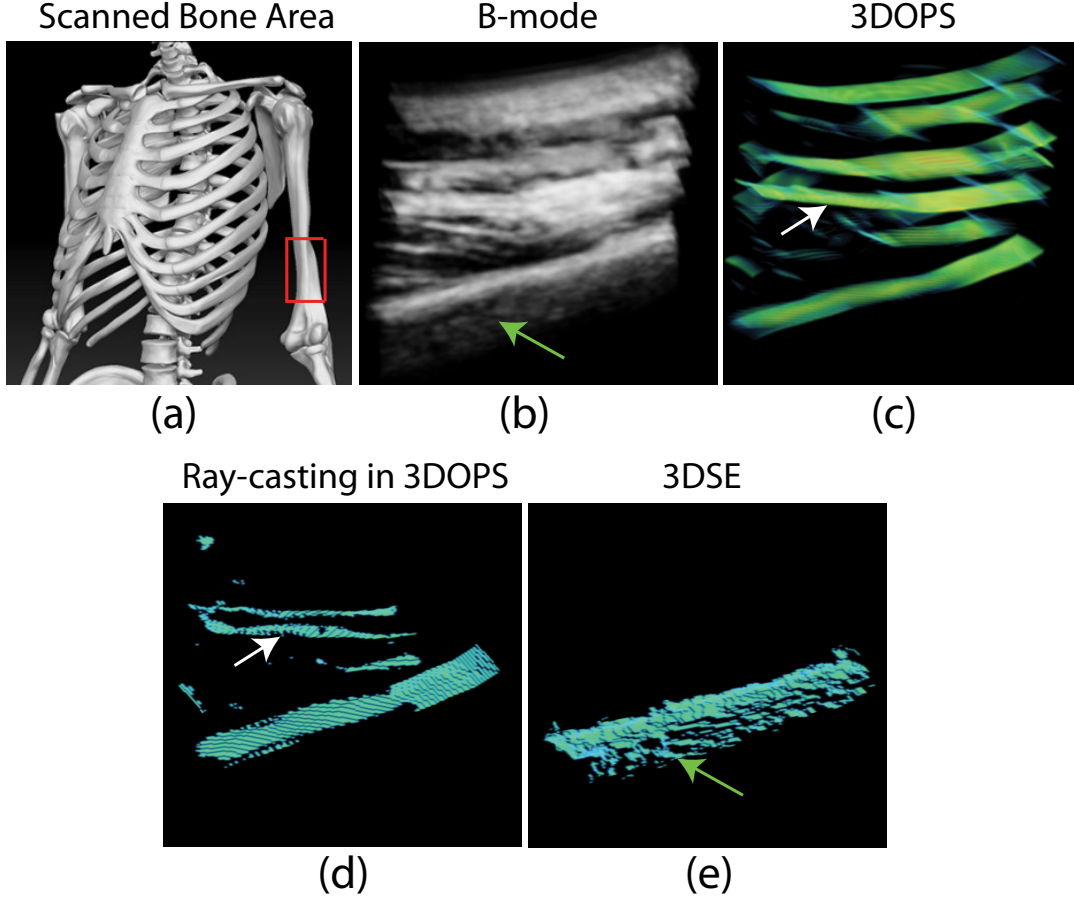 Scanned Bone Area
B-mode
3DOPS
(a)
(b)
(c)
Ray-casting in 3DOPS
3DSE
(d)
(e)